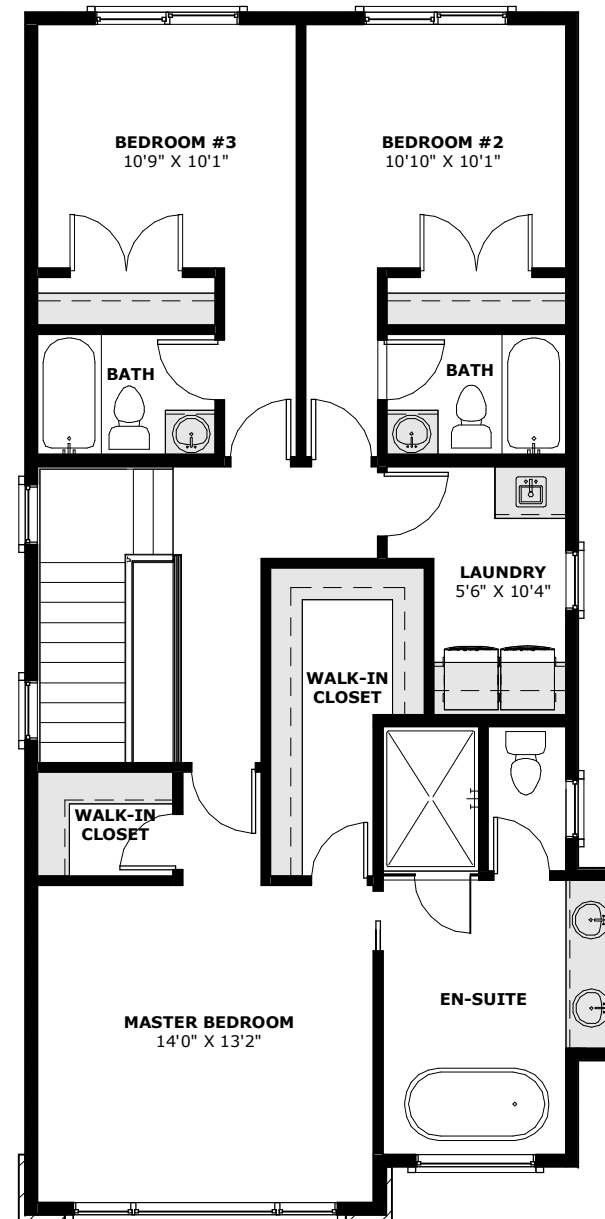 BEDROOM #3
10'9" X 10'1"
BEDROOM #2
10'10" X 10'1"
BATH
BATH
LAUNDRY
5'6" X 10'4"
WALK-IN
CLOSET
WALK-IN
CLOSET
EN-SUITE
MASTER BEDROOM
14'0" X 13'2"